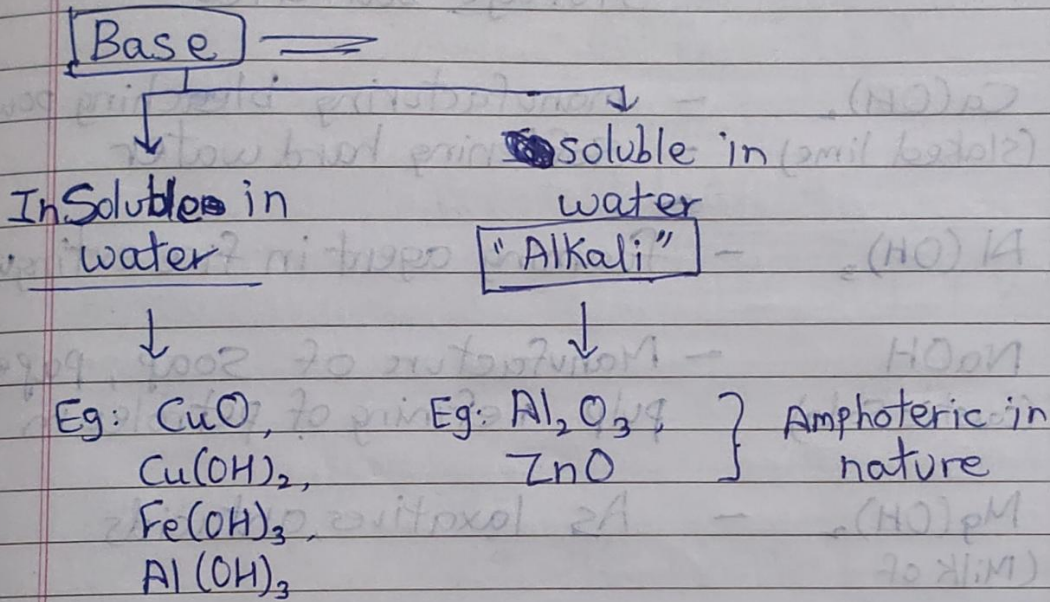 Base
InSoluble in
water
soluble in
water
"Alkali"
Eg: CuO,
Cu(OH)₂,
Fe(OH)₃,
Al(OH)₃
Eg: Al₂O₃,
ZnO
Amphoteric in
nature